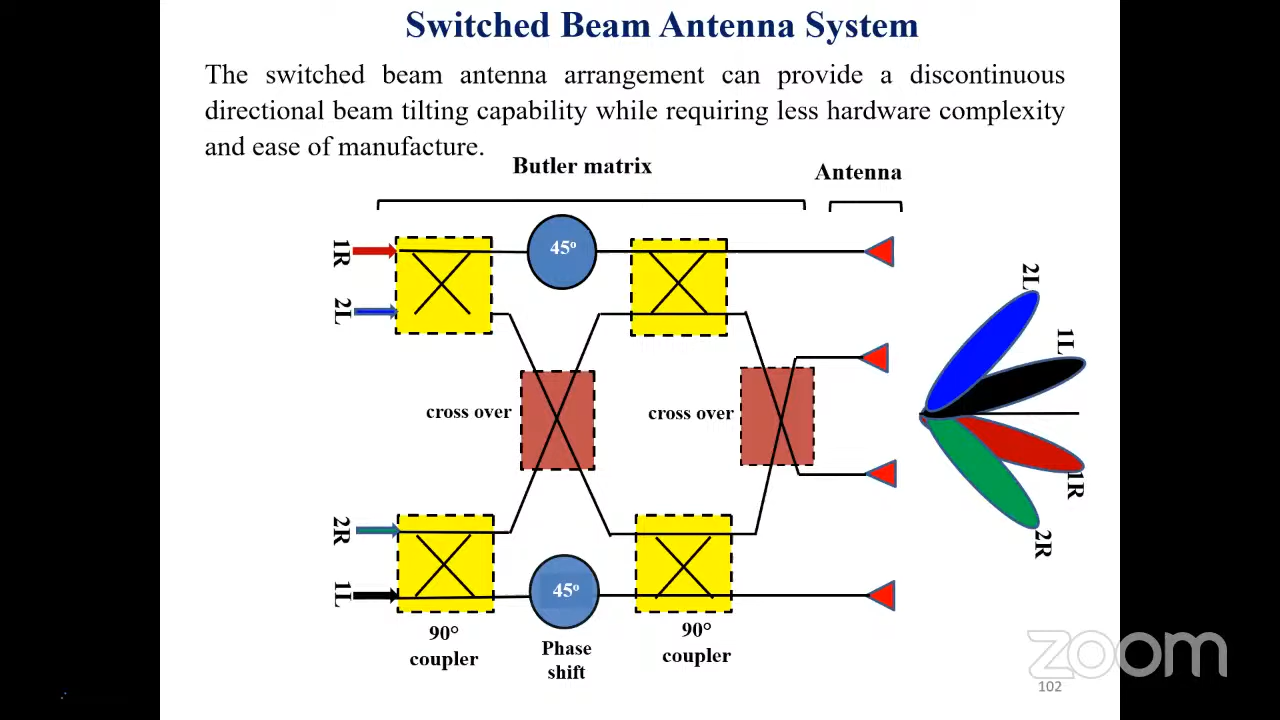 Switched Beam Antenna System
The switched beam antenna arrangement can provide a discontinuous
directional beam tilting capability while requiring less hardware complexity
and ease of manufacture.
Butler matrix
Antenna
1R
45º
2L
2L
1L
cross over
cross over
1R
2R
2R
1L
45º
90°
coupler
Phase
shift
90°
coupler
zoom
102